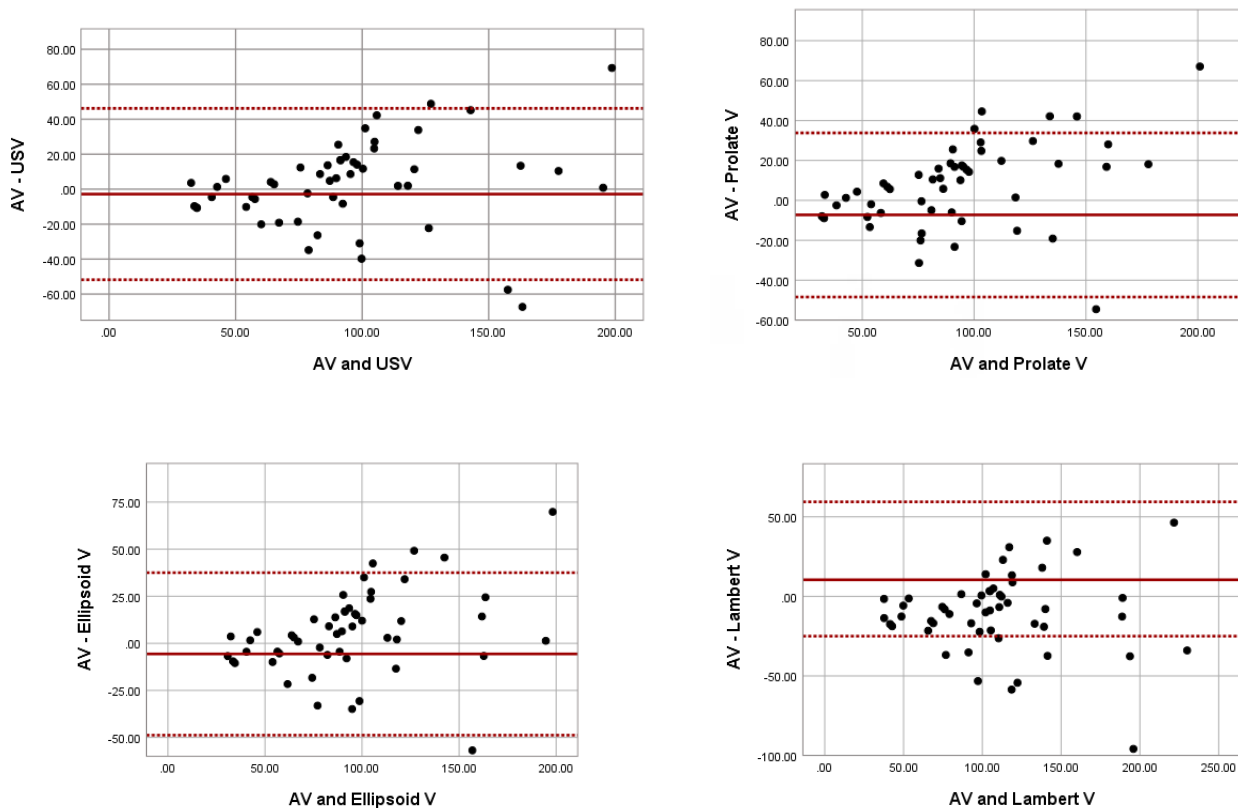 80.00
60.00
40.00
20.00
.00
-20.00
-40.00
-60.00
AV - USV
.00 50.00 100.00 150.00 200.00
AV and USV
80.00
60.00
40.00
20.00
.00
-20.00
-40.00
-60.00
AV - Prolate V
50.00 100.00 150.00 200.00
AV and Prolate V
75.00
50.00
25.00
.00
-25.00
-50.00
AV - Ellipsoid V
.00 50.00 100.00 150.00 200.00
AV and Ellipsoid V
50.00
.00
-50.00
-100.00
AV - Lambert V
.00 50.00 100.00 150.00 200.00 250.00
AV and Lambert V